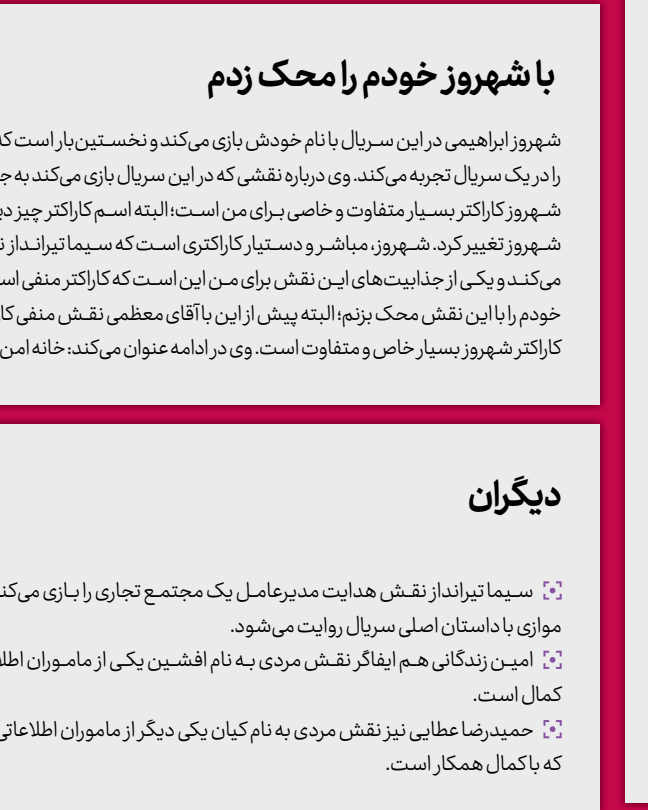 با شهروز خودم را محک زدم
شهروز ابراهیمی در این سریال با نام خودش بازی می‌کند و نخستین‌بار است که
را در یک سریال تجربه می‌کند. وی درباره نقشی که در این سریال بازی می‌کند به
شهروز کاراکتر بسیار متفاوت و خاصی برای من است؛ البته اسم کاراکتر چیز
شهروز تغییر کرد. شهروز، مباشر و دستیار کاراکتری است که سیما تیرانداز
می‌کند و یکی از جذابیت‌های این نقش برای من این است که کاراکتر منفی
خودم را با این نقش محک بزنم؛ البته پیش از این با آقای معظمی نقش منفی
کاراکتر شهروز بسیار خاص و متفاوت است. وی در ادامه عنوان می‌کند: خانه امن
دیگران
سیما تیرانداز نقش هدایت مدیرعامل یک مجتمع تجاری را بازی
موازی با داستان اصلی سریال روایت می‌شود.
امین زندگانی هم ایفاگر نقش مردی به نام افشین یکی از ماموران
کمال است.
حمیدرضا عطایی نیز نقش مردی به نام کیان یکی دیگر از ماموران اطلاعاتی
که با کمال همکار است.